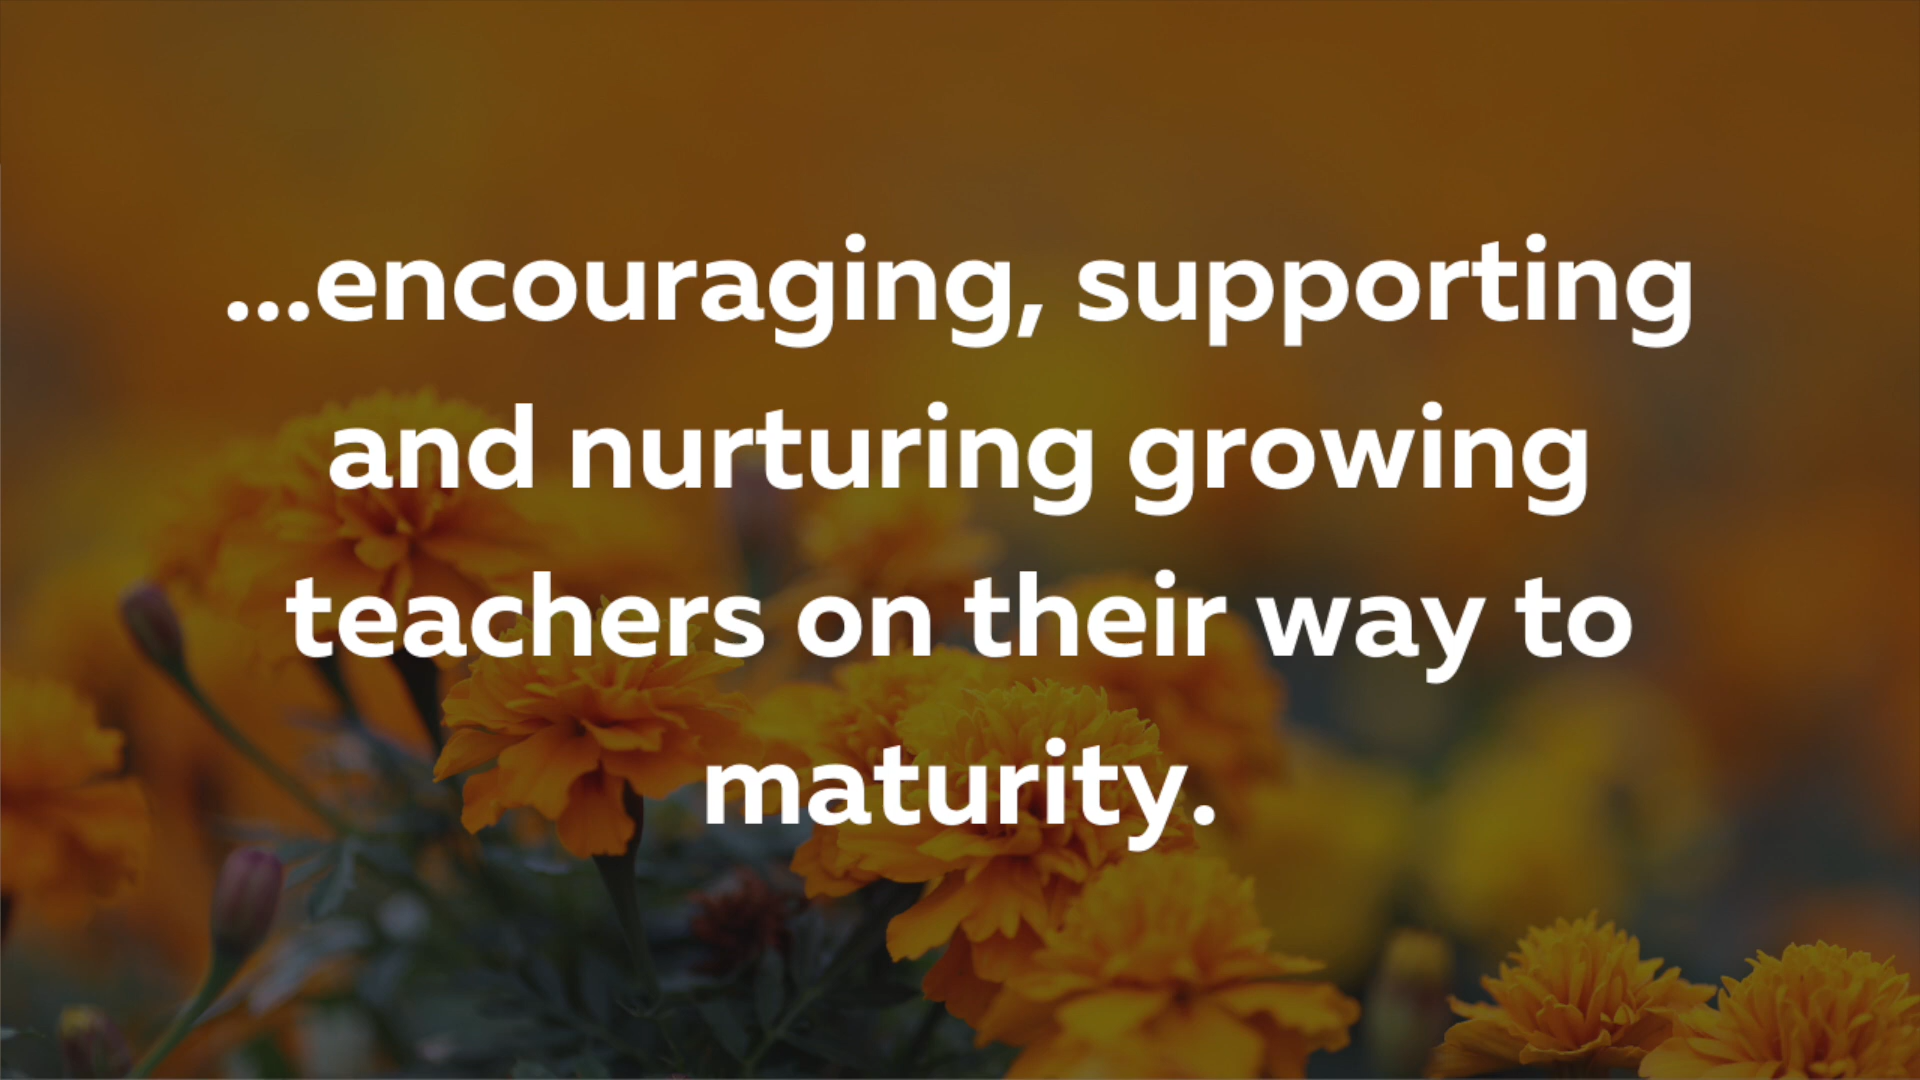 ...encouraging, supporting
and nurturing growing
teachers on their way to
maturity.